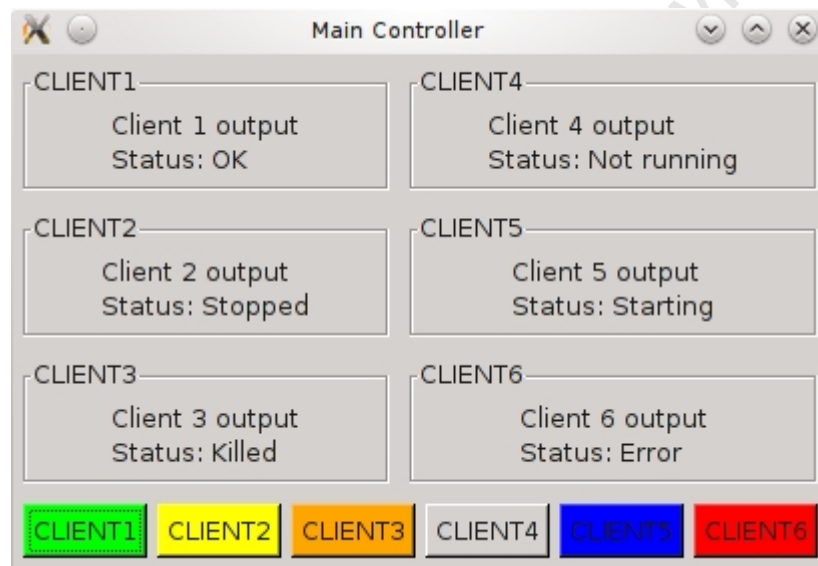 Main Controller
CLIENT1
Client 1 output
Status: OK
CLIENT4
Client 4 output
Status: Not running
CLIENT2
Client 2 output
Status: Stopped
CLIENT5
Client 5 output
Status: Starting
CLIENT3
Client 3 output
Status: Killed
CLIENT6
Client 6 output
Status: Error
CLIENT1 CLIENT2 CLIENT3 CLIENT4 CLIENT5 CLIENT6